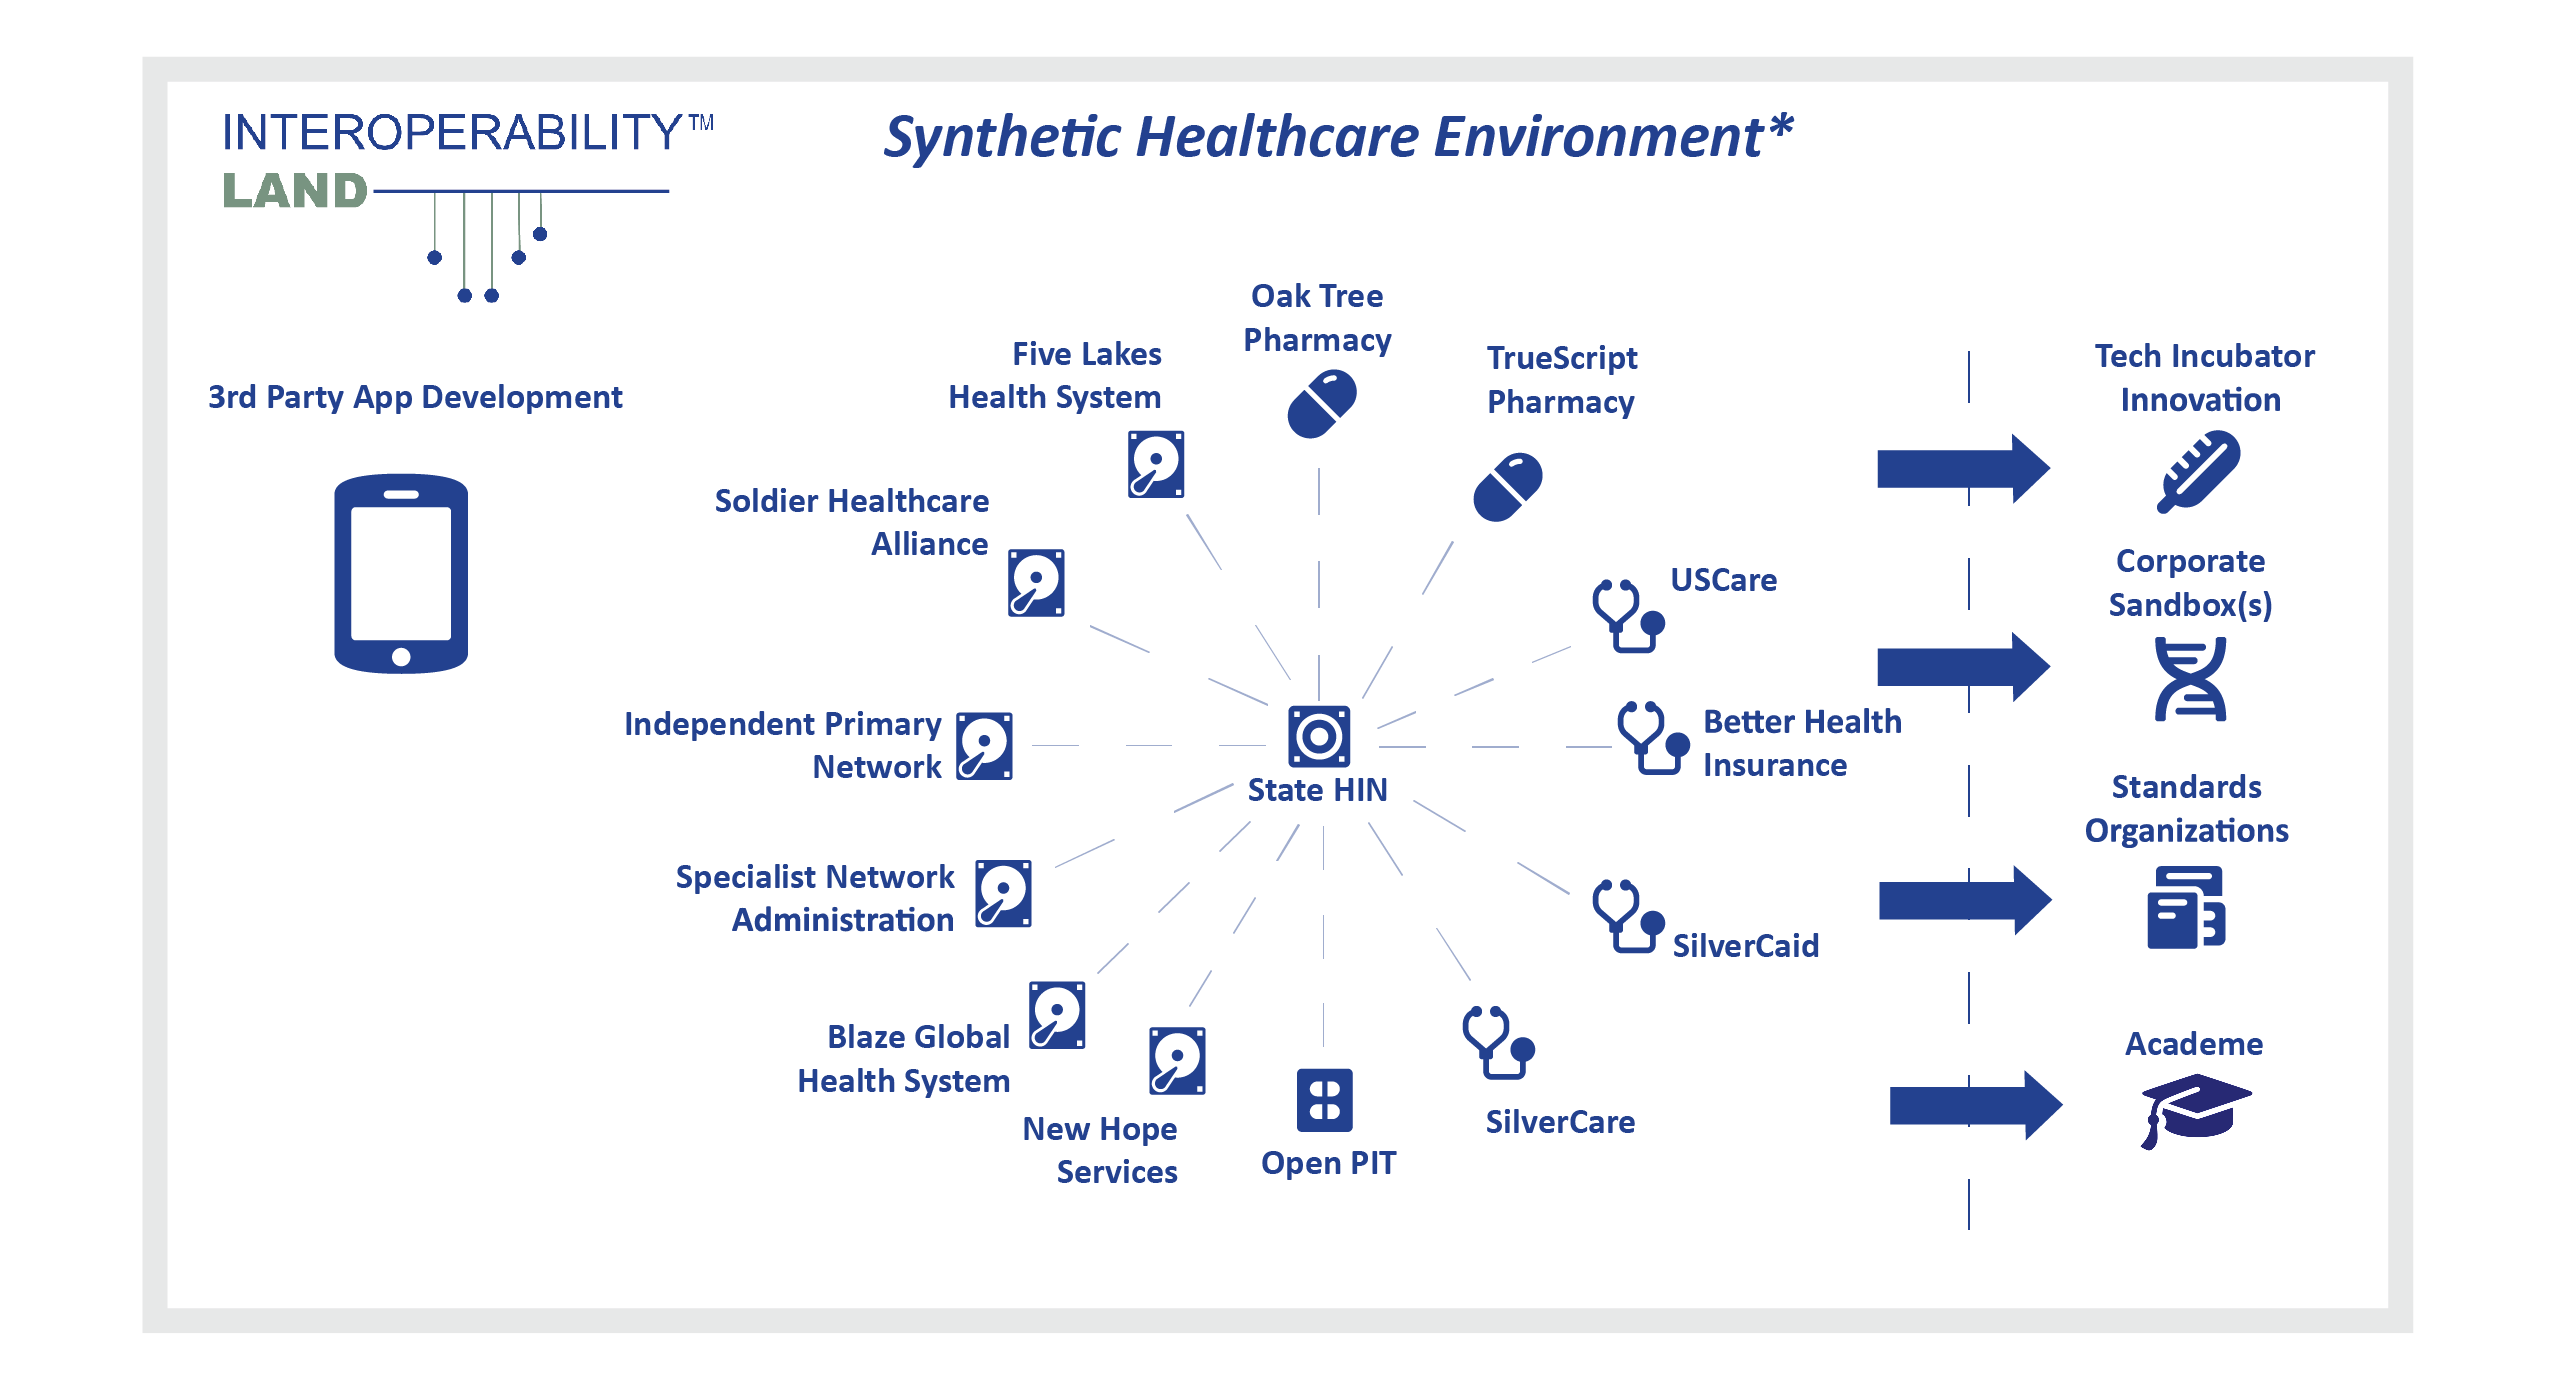 INTEROPERABILITY™
LAND
Synthetic Healthcare Environment*
3rd Party App Development
Five Lakes
Health System
Oak Tree
Pharmacy
TrueScript
Pharmacy
Soldier Healthcare
Alliance
USCare
Independent Primary
Network
State HIN
Better Health
Insurance
Specialist Network
Administration
SilverCaid
Blaze Global
Health System
New Hope
Services
Open PIT
SilverCare
Tech Incubator
Innovation
Corporate
Sandbox(s)
Standards
Organizations
Academe